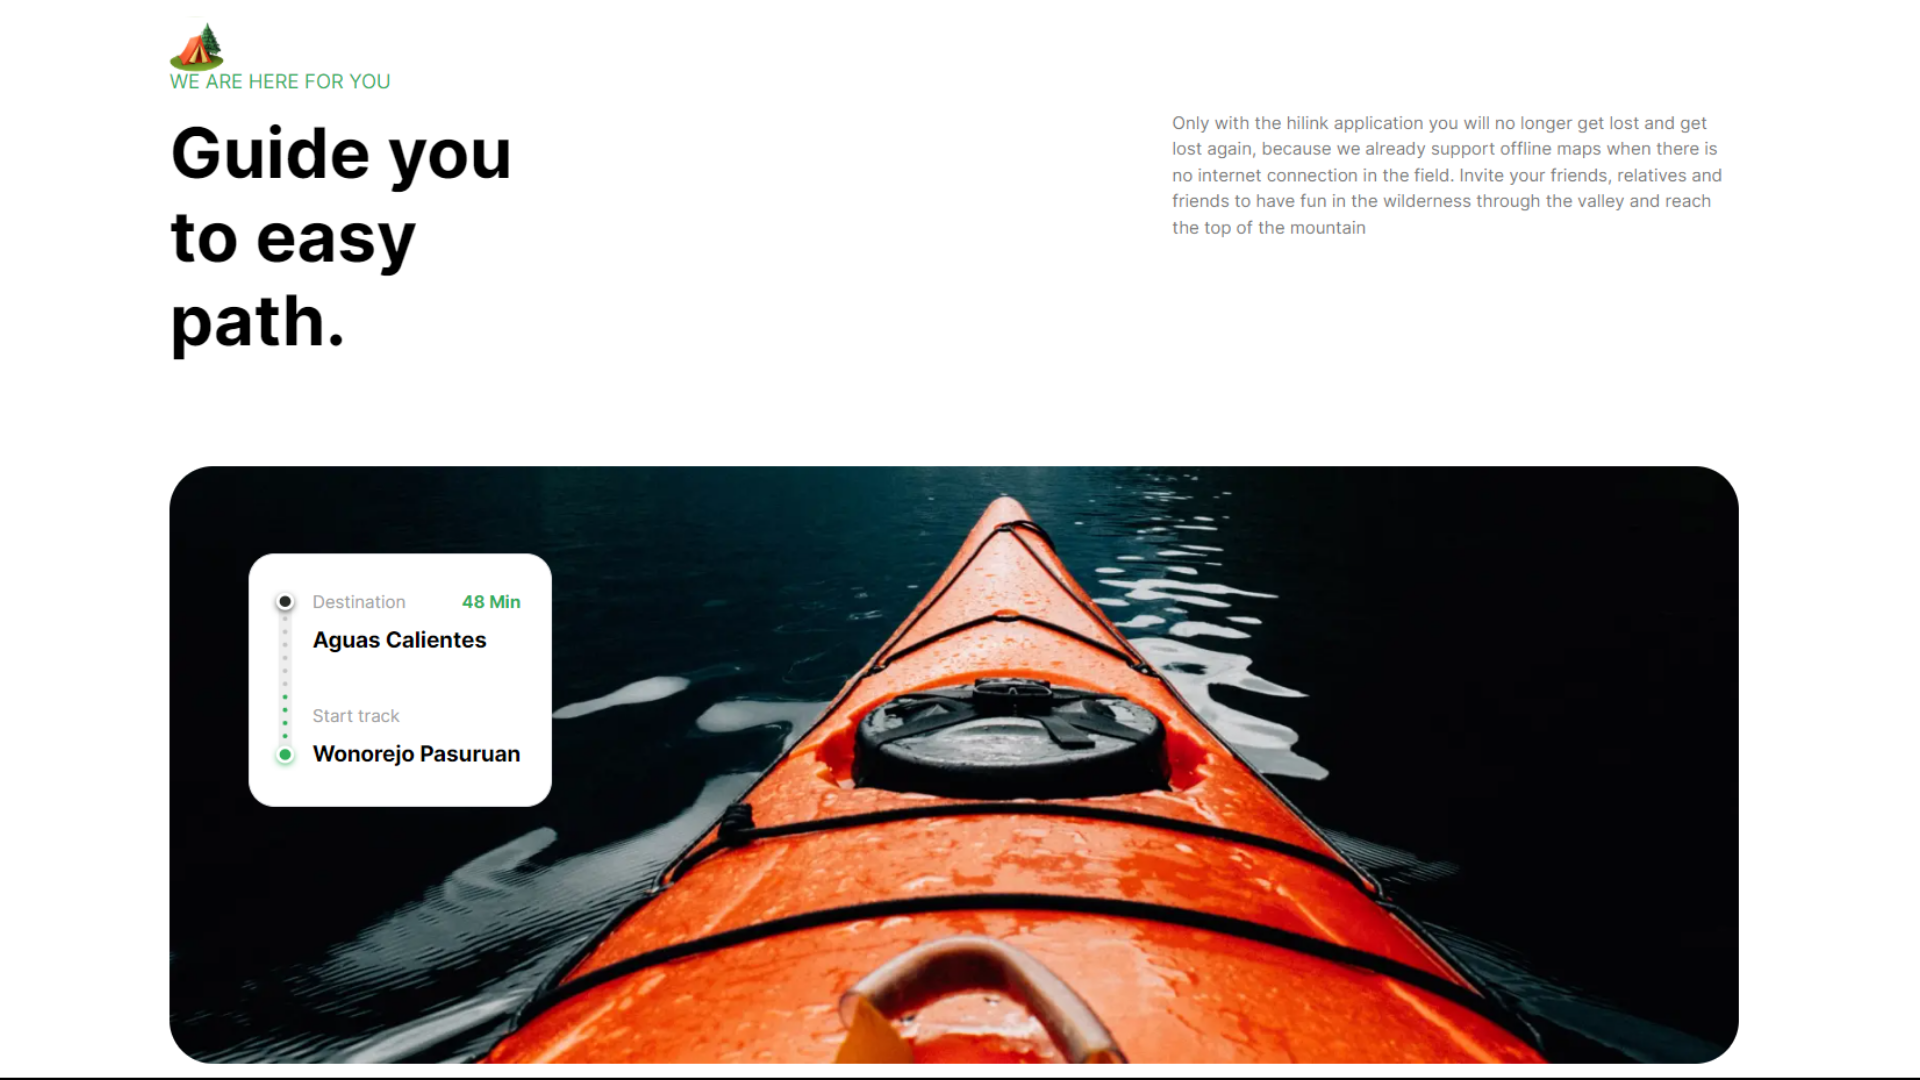 WE ARE HERE FOR YOU
Guide you
to easy
path.
Only with the hilink application you will no longer get lost and get
lost again, because we already support offline maps when there is
no internet connection in the field. Invite your friends, relatives and
friends to have fun in the wilderness through the valley and reach
the top of the mountain
Destination 48 Min
Aguas Calientes
Start track
Wonorejo Pasuruan